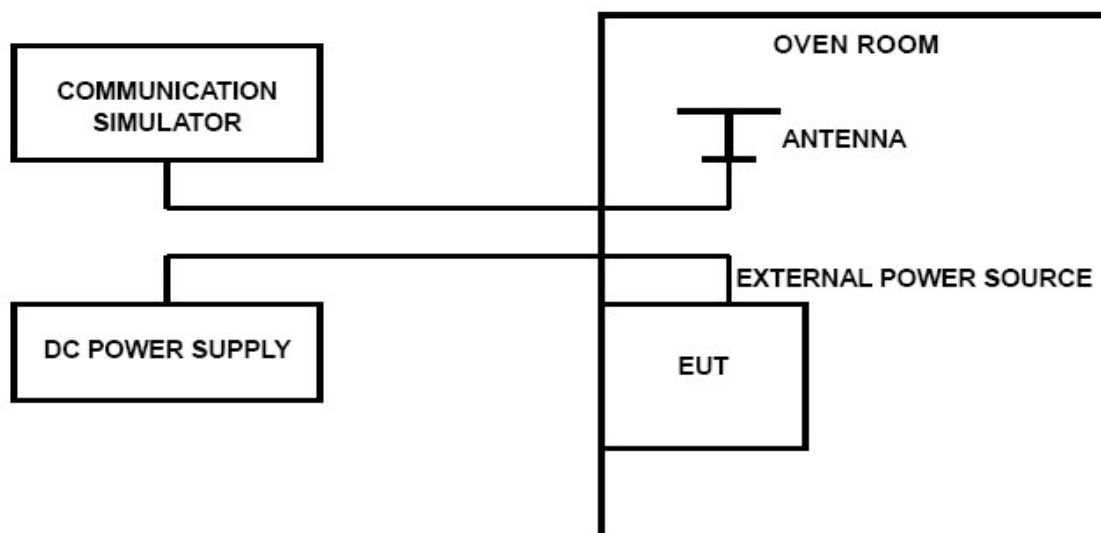 OVEN ROOM
COMMUNICATION
SIMULATOR
ANTENNA
EXTERNAL POWER SOURCE
DC POWER SUPPLY
EUT